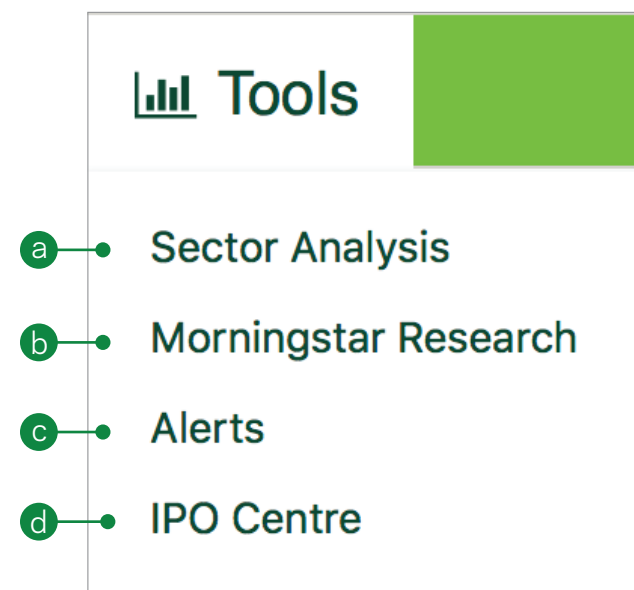 Tools
a Sector Analysis
b Morningstar Research
c Alerts
d IPO Centre